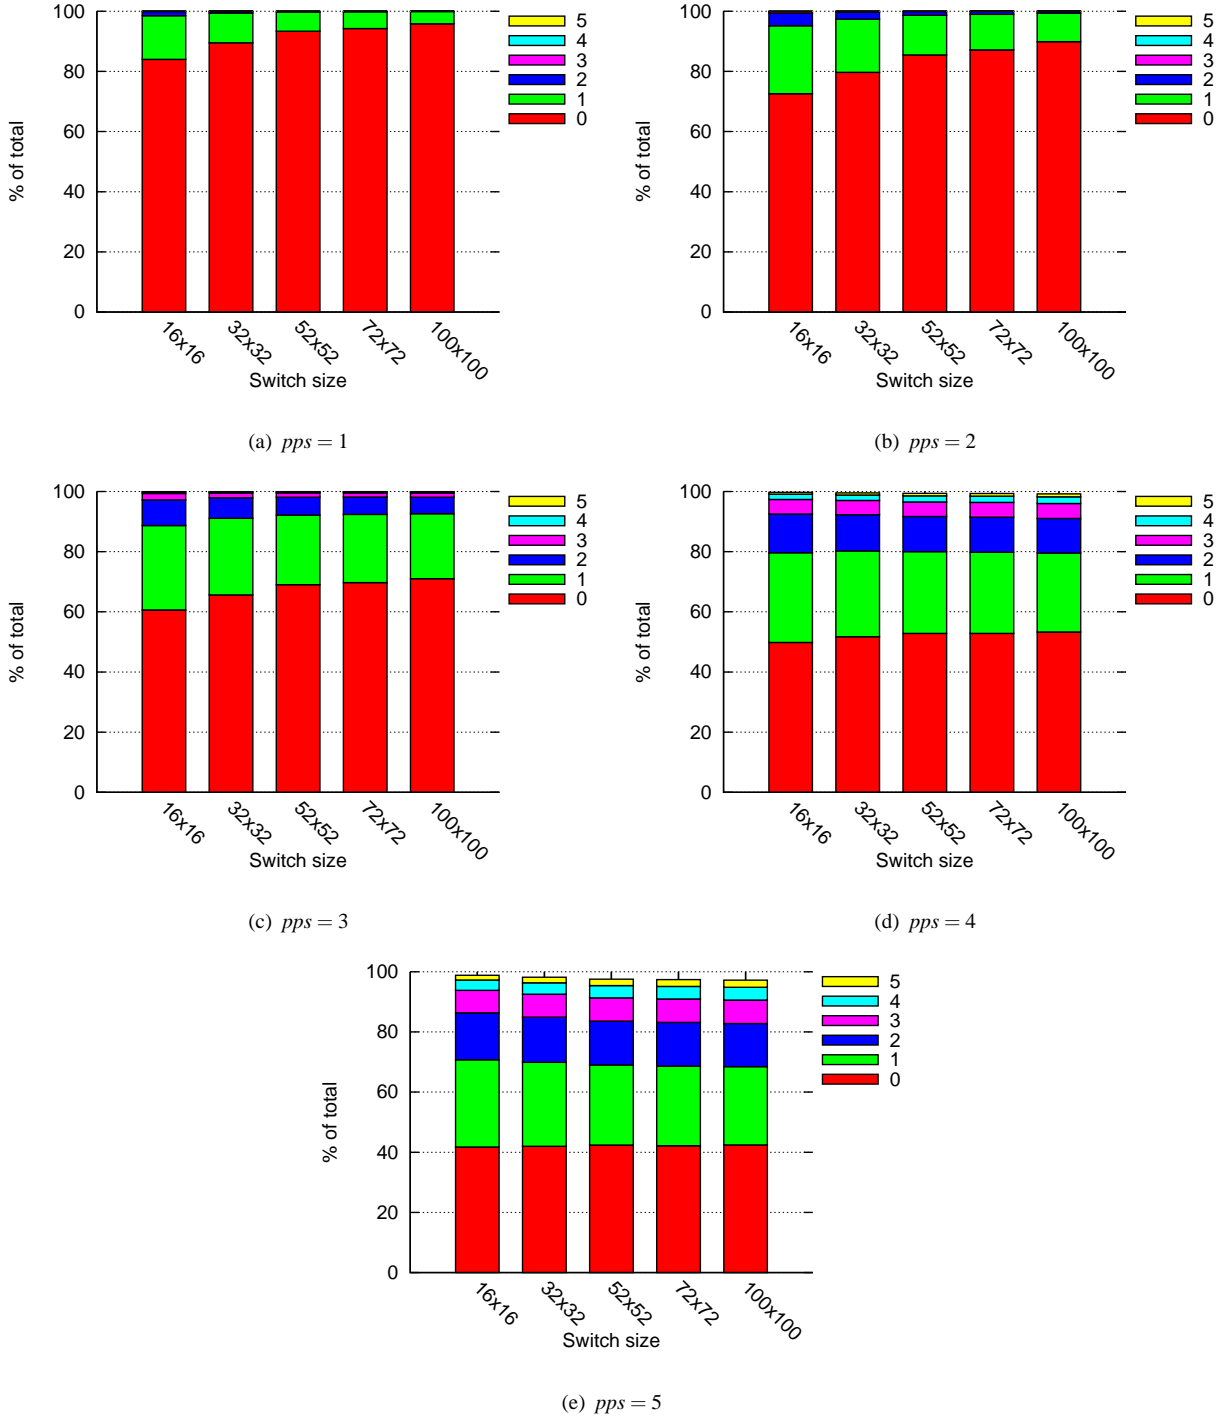 % of total
100
80
60
40
20
0
16x16
32x32
52x52
72x72
100x100
Switch size
5
4
3
2
1
0
(a) pps = 1
% of total
100
80
60
40
20
0
16x16
32x32
52x52
72x72
100x100
Switch size
5
4
3
2
1
0
(b) pps = 2
% of total
100
80
60
40
20
0
16x16
32x32
52x52
72x72
100x100
Switch size
5
4
3
2
1
0
(c) pps = 3
% of total
100
80
60
40
20
0
16x16
32x32
52x52
72x72
100x100
Switch size
5
4
3
2
1
0
(d) pps = 4
% of total
100
80
60
40
20
0
16x16
32x32
52x52
72x72
100x100
Switch size
5
4
3
2
1
0
(e) pps = 5